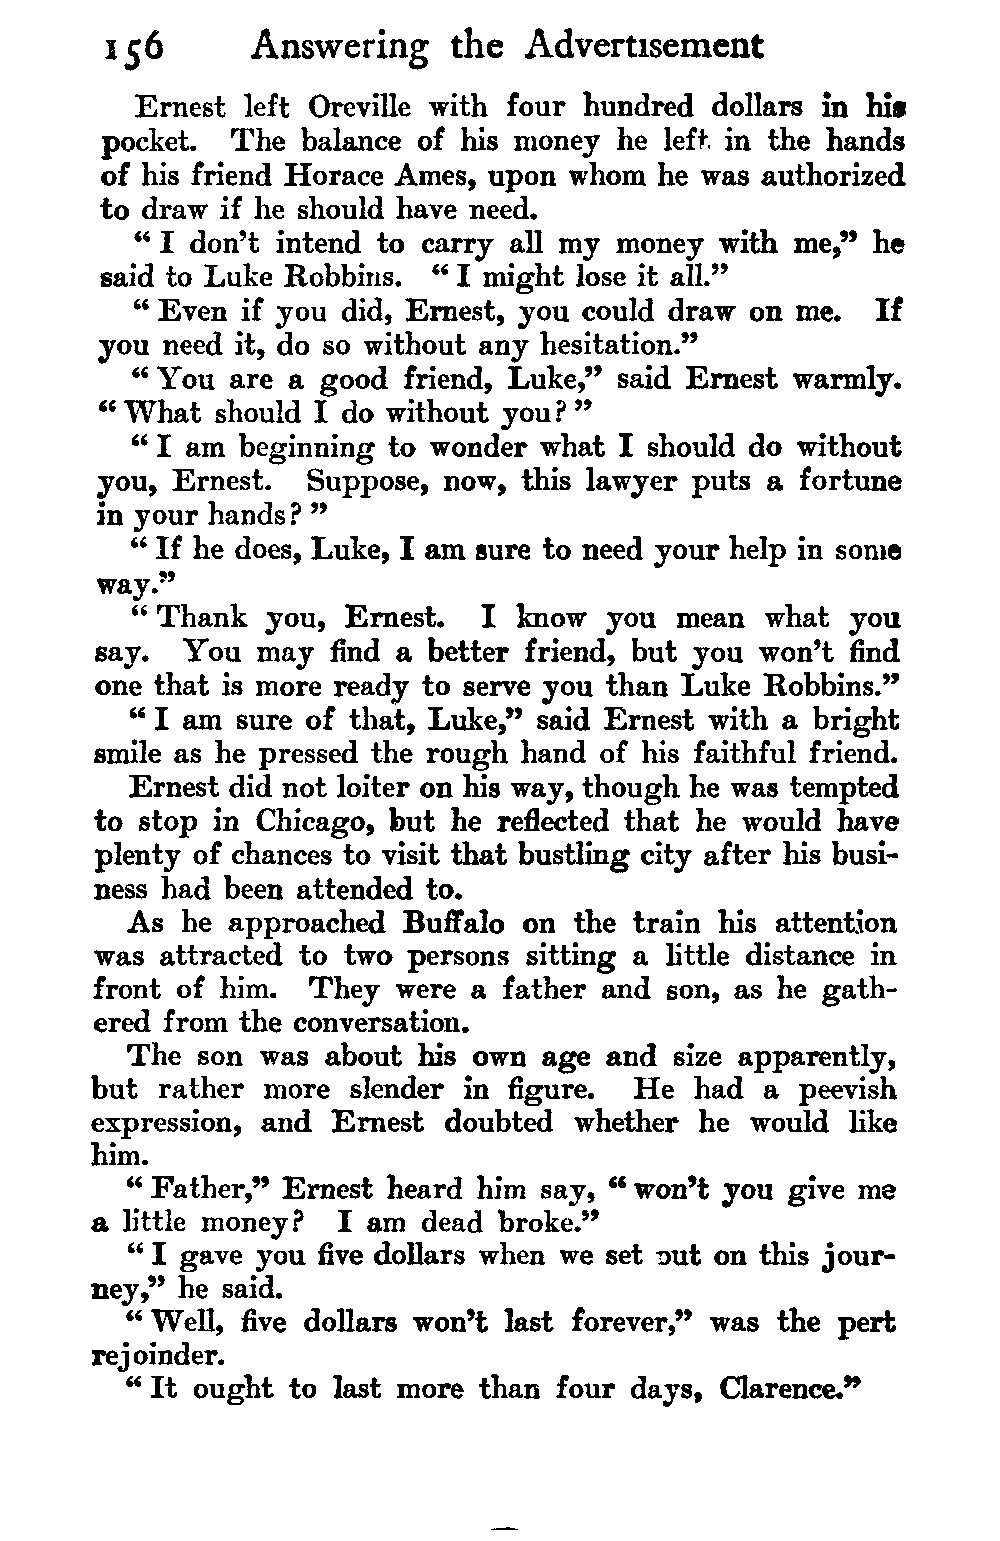 156 Answering the Advertisement
Ernest left Oreville with four hundred dollars in his
pocket. The balance of his money he left in the hands
of his friend Horace Ames, upon whom he was authorized
to draw if he should have need.
“ I don’t intend to carry all my money with me,” he
said to Luke Robbins. “ I might lose it all.”
“ Even if you did, Ernest, you could draw on me. If
you need it, do so without any hesitation.”
“ You are a good friend, Luke,” said Ernest warmly.
“ What should I do without you? ”
“ I am beginning to wonder what I should do without
you, Ernest. Suppose, now, this lawyer puts a fortune
in your hands? ”
“ If he does, Luke, I am sure to need your help in some
way.”
“ Thank you, Ernest. I know you mean what you
say. You may find a better friend, but you won’t find
one that is more ready to serve you than Luke Robbins.”
“ I am sure of that, Luke,” said Ernest with a bright
smile as he pressed the rough hand of his faithful friend.
Ernest did not loiter on his way, though he was tempted
to stop in Chicago, but he reflected that he would have
plenty of chances to visit that bustling city after his busi-
ness had been attended to.
As he approached Buffalo on the train his attention
was attracted to two persons sitting a little distance in
front of him. They were a father and son, as he gath-
ered from the conversation.
The son was about his own age and size apparently,
but rather more slender in figure. He had a peevish
expression, and Ernest doubted whether he would like
him.
“ Father,” Ernest heard him say, “ won’t you give me
a little money? I am dead broke.”
“ I gave you five dollars when we set out on this jour-
ney,” he said.
“ Well, five dollars won’t last forever,” was the pert
rejoinder.
“ It ought to last more than four days, Clarence.”